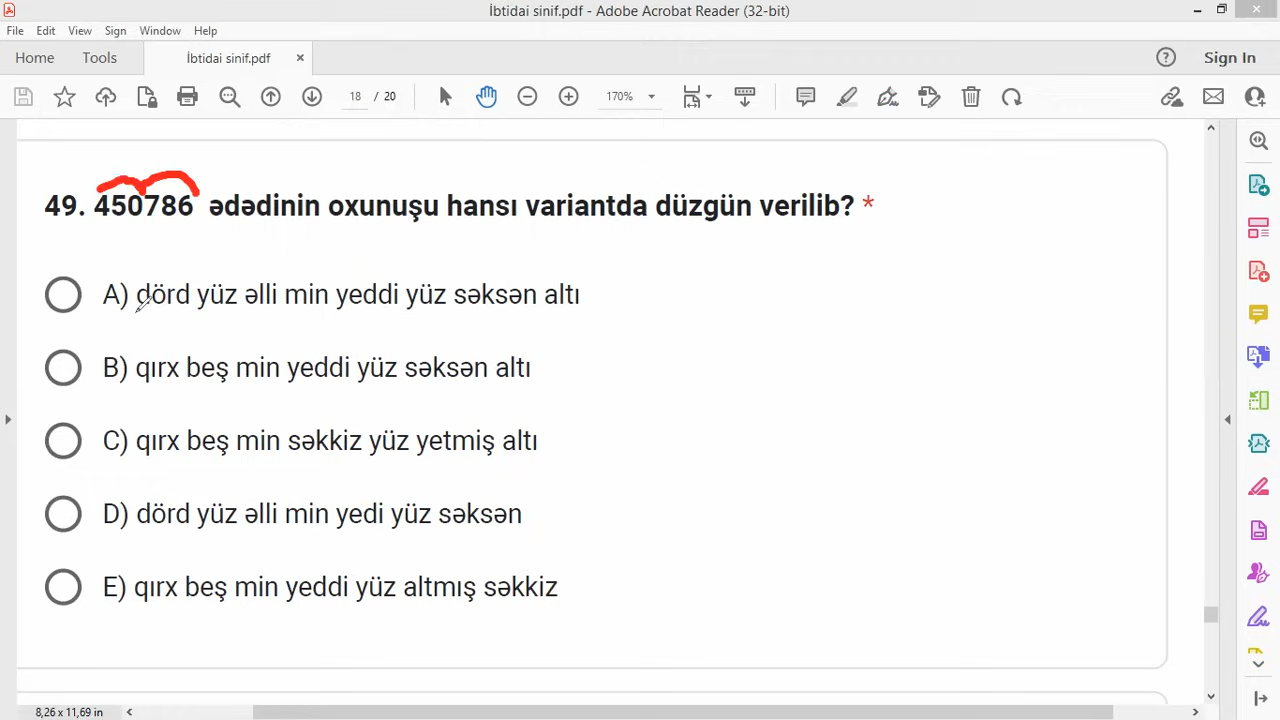 İbtidai sinif.pdf - Adobe Acrobat Reader (32-bit)
File Edit View Sign Window Help
Home Tools İbtidai sinif.pdf × Sign In
18 / 20 170%
49. 450786 ədədinin oxunuşu hansı variantda düzgün verilib? *
A) dörd yüz əlli min yeddi yüz səksən altı
B) qırx beş min yeddi yüz səksən altı
C) qırx beş min səkkiz yüz yetmiş altı
D) dörd yüz əlli min yedi yüz səksən
E) qırx beş min yeddi yüz altmış səkkiz
8,26 x 11,69 in